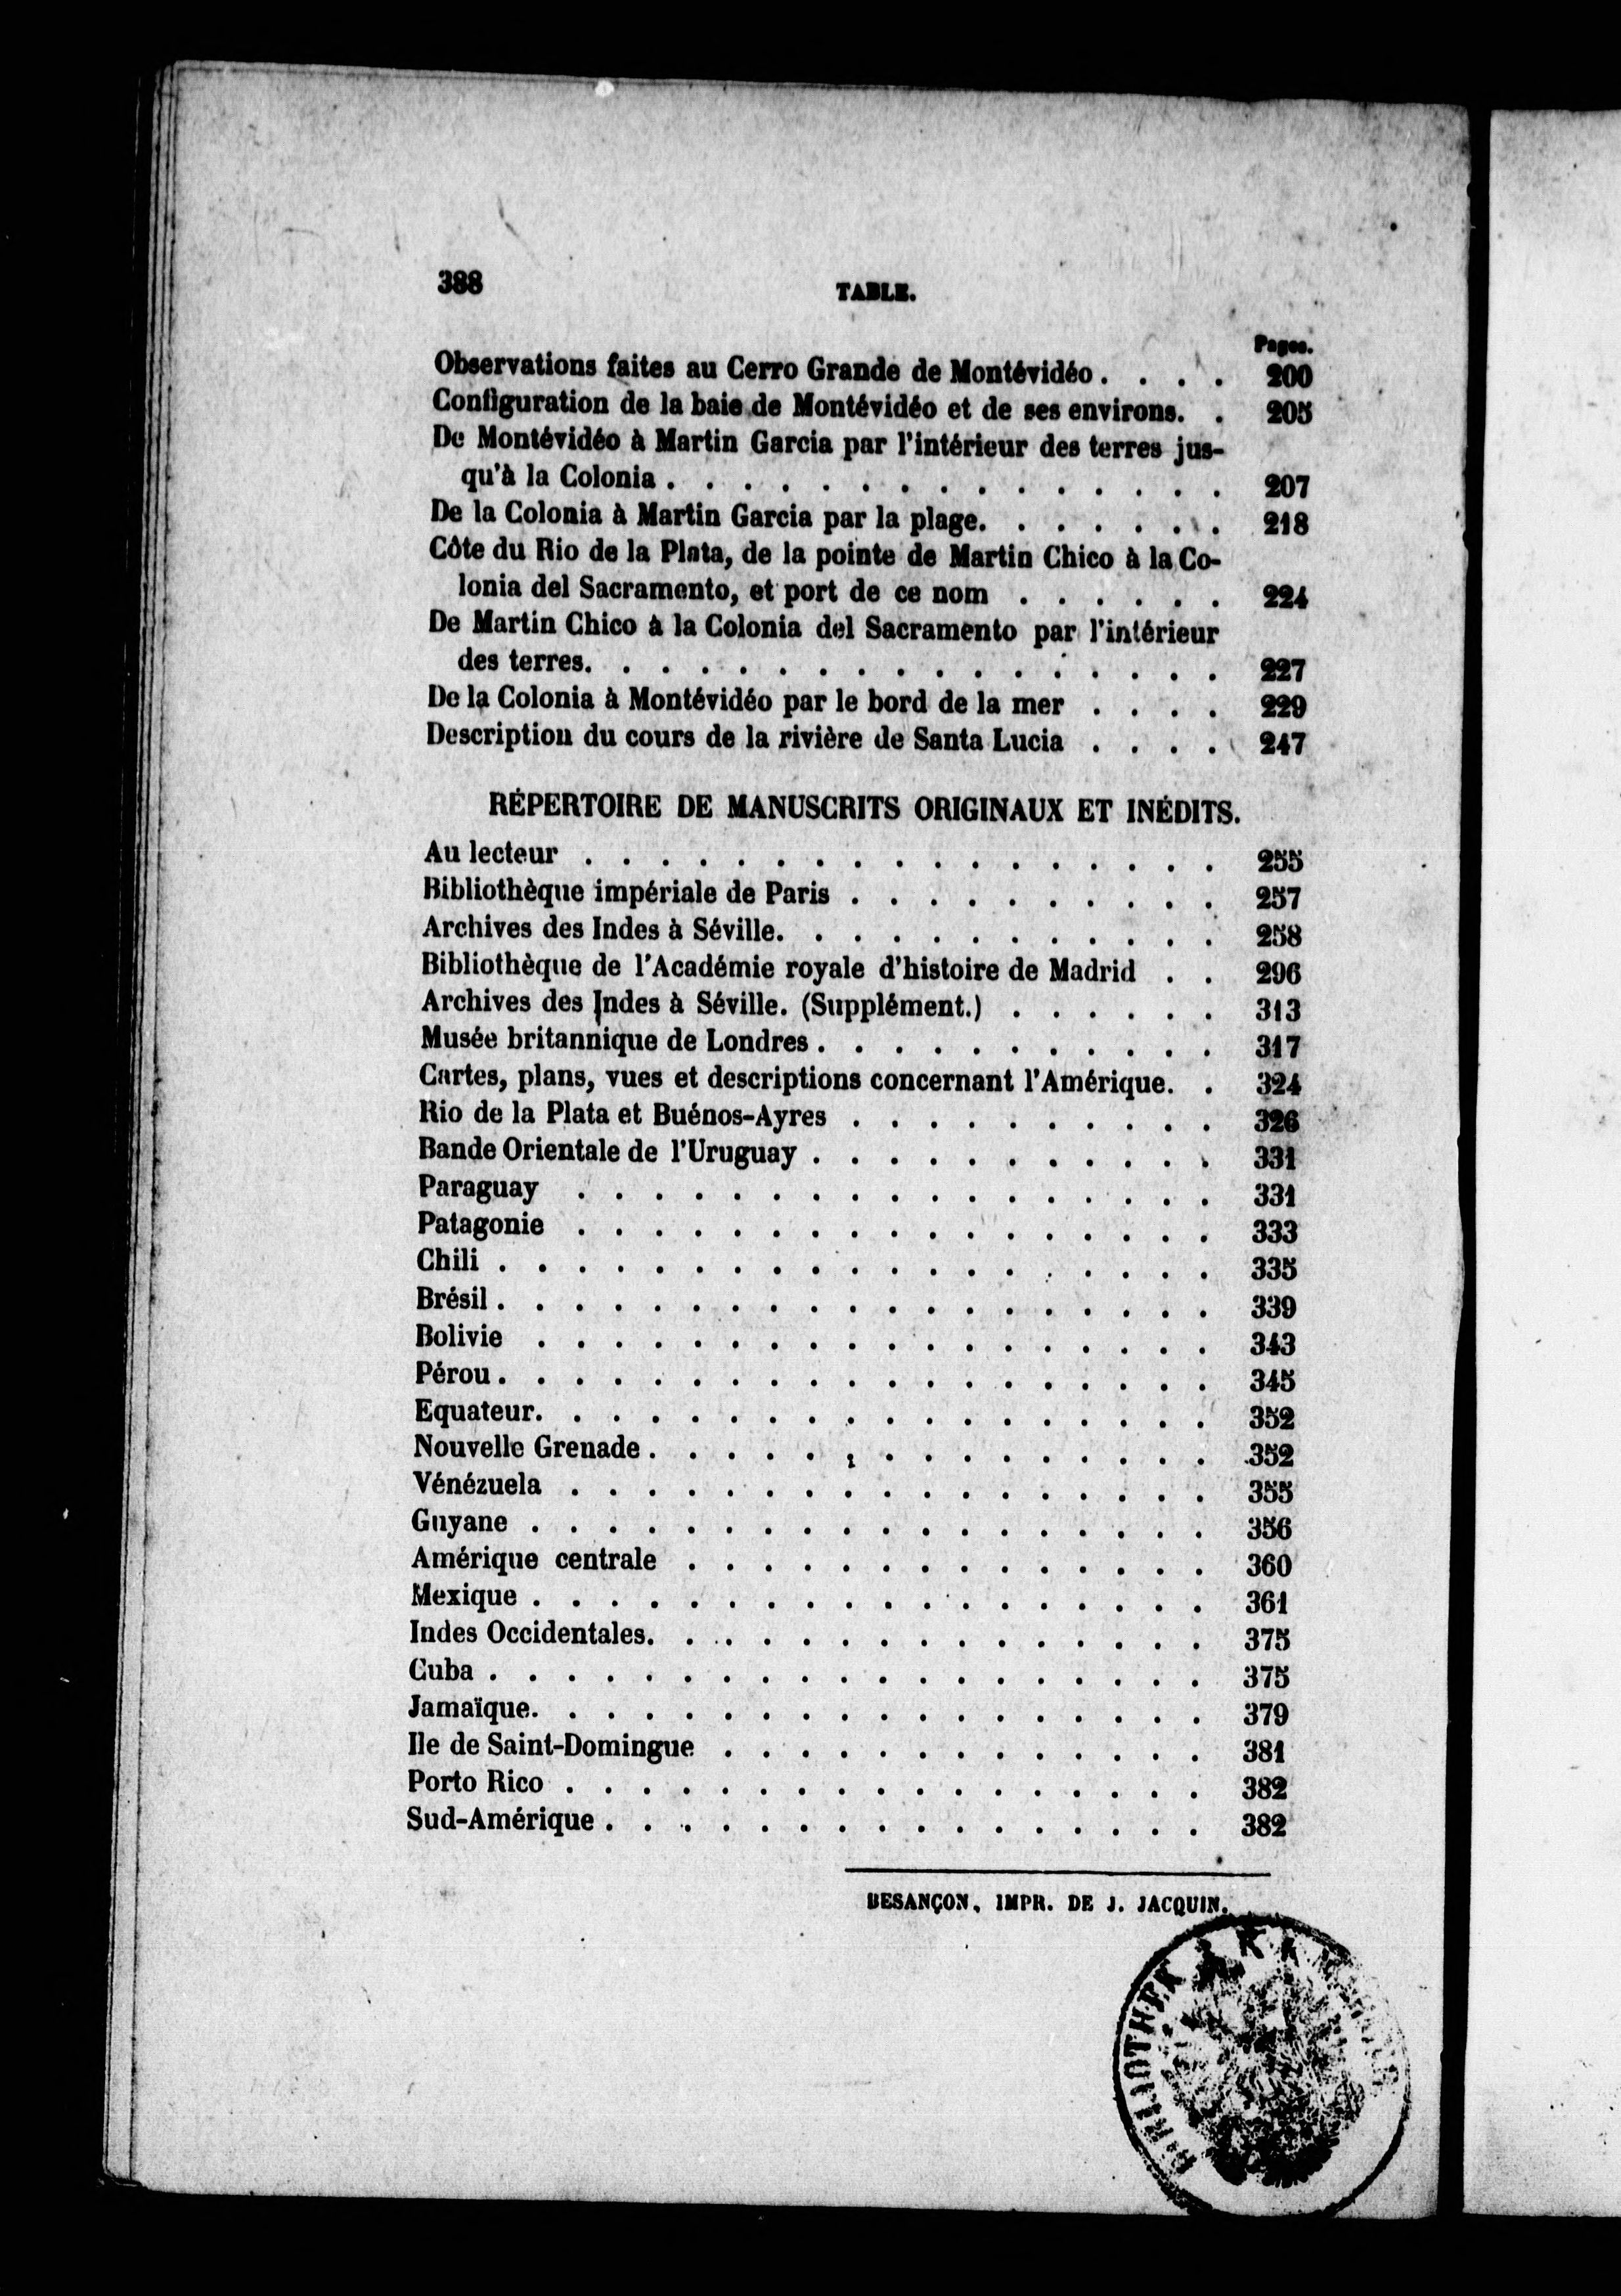 388
TABLE.
Pages.
Observations faites au Cerro Grande de Montévidéo . . . . 200
Configuration de la baie de Montévidéo et de ses environs. . 205
De Montévidéo à Martin Garcia par l'intérieur des terres jus-
qu'à la Colonia . . . . . . . . . . . . . . . 207
De la Colonia à Martin Garcia par la plage. . . . . . . 218
Côte du Rio de la Plata, de la pointe de Martin Chico à la Co-
lonia del Sacramento, et port de ce nom . . . . . . 224
De Martin Chico à la Colonia del Sacramento par l'intérieur
des terres. . . . . . . . . . . . . . . . . 227
De la Colonia à Montévidéo par le bord de la mer . . . . 229
Description du cours de la rivière de Santa Lucia . . . . 247
RÉPERTOIRE DE MANUSCRITS ORIGINAUX ET INÉDITS.
Au lecteur . . . . . . . . . . . . . . . . . 255
Bibliothèque impériale de Paris . . . . . . . . . . 257
Archives des Indes à Séville. . . . . . . . . . . . 258
Bibliothèque de l'Académie royale d'histoire de Madrid . . 296
Archives des Indes à Séville. (Supplément.) . . . . . . 313
Musée britannique de Londres . . . . . . . . . . . 317
Cartes, plans, vues et descriptions concernant l'Amérique. . 324
Rio de la Plata et Buénos-Ayres . . . . . . . . . . 326
Bande Orientale de l'Uruguay . . . . . . . . . . . 331
Paraguay . . . . . . . . . . . . . . . . . 331
Patagonie . . . . . . . . . . . . . . . . . 333
Chili . . . . . . . . . . . . . . . . . . . 335
Brésil . . . . . . . . . . . . . . . . . . . 339
Bolivie . . . . . . . . . . . . . . . . . . 343
Pérou . . . . . . . . . . . . . . . . . . . 345
Equateur. . . . . . . . . . . . . . . . . . 352
Nouvelle Grenade . . . . . . . . . . . . . . . 352
Vénézuela . . . . . . . . . . . . . . . . . 355
Guyane . . . . . . . . . . . . . . . . . . 356
Amérique centrale . . . . . . . . . . . . . . 360
Mexique . . . . . . . . . . . . . . . . . . 361
Indes Occidentales. . . . . . . . . . . . . . . 375
Cuba . . . . . . . . . . . . . . . . . . . 375
Jamaïque. . . . . . . . . . . . . . . . . . 379
Ile de Saint-Domingue . . . . . . . . . . . . . 381
Porto Rico . . . . . . . . . . . . . . . . . 382
Sud-Amérique . . . . . . . . . . . . . . . . 382
BESANÇON, IMPR. DE J. JACQUIN.
BIBLIOTHEK